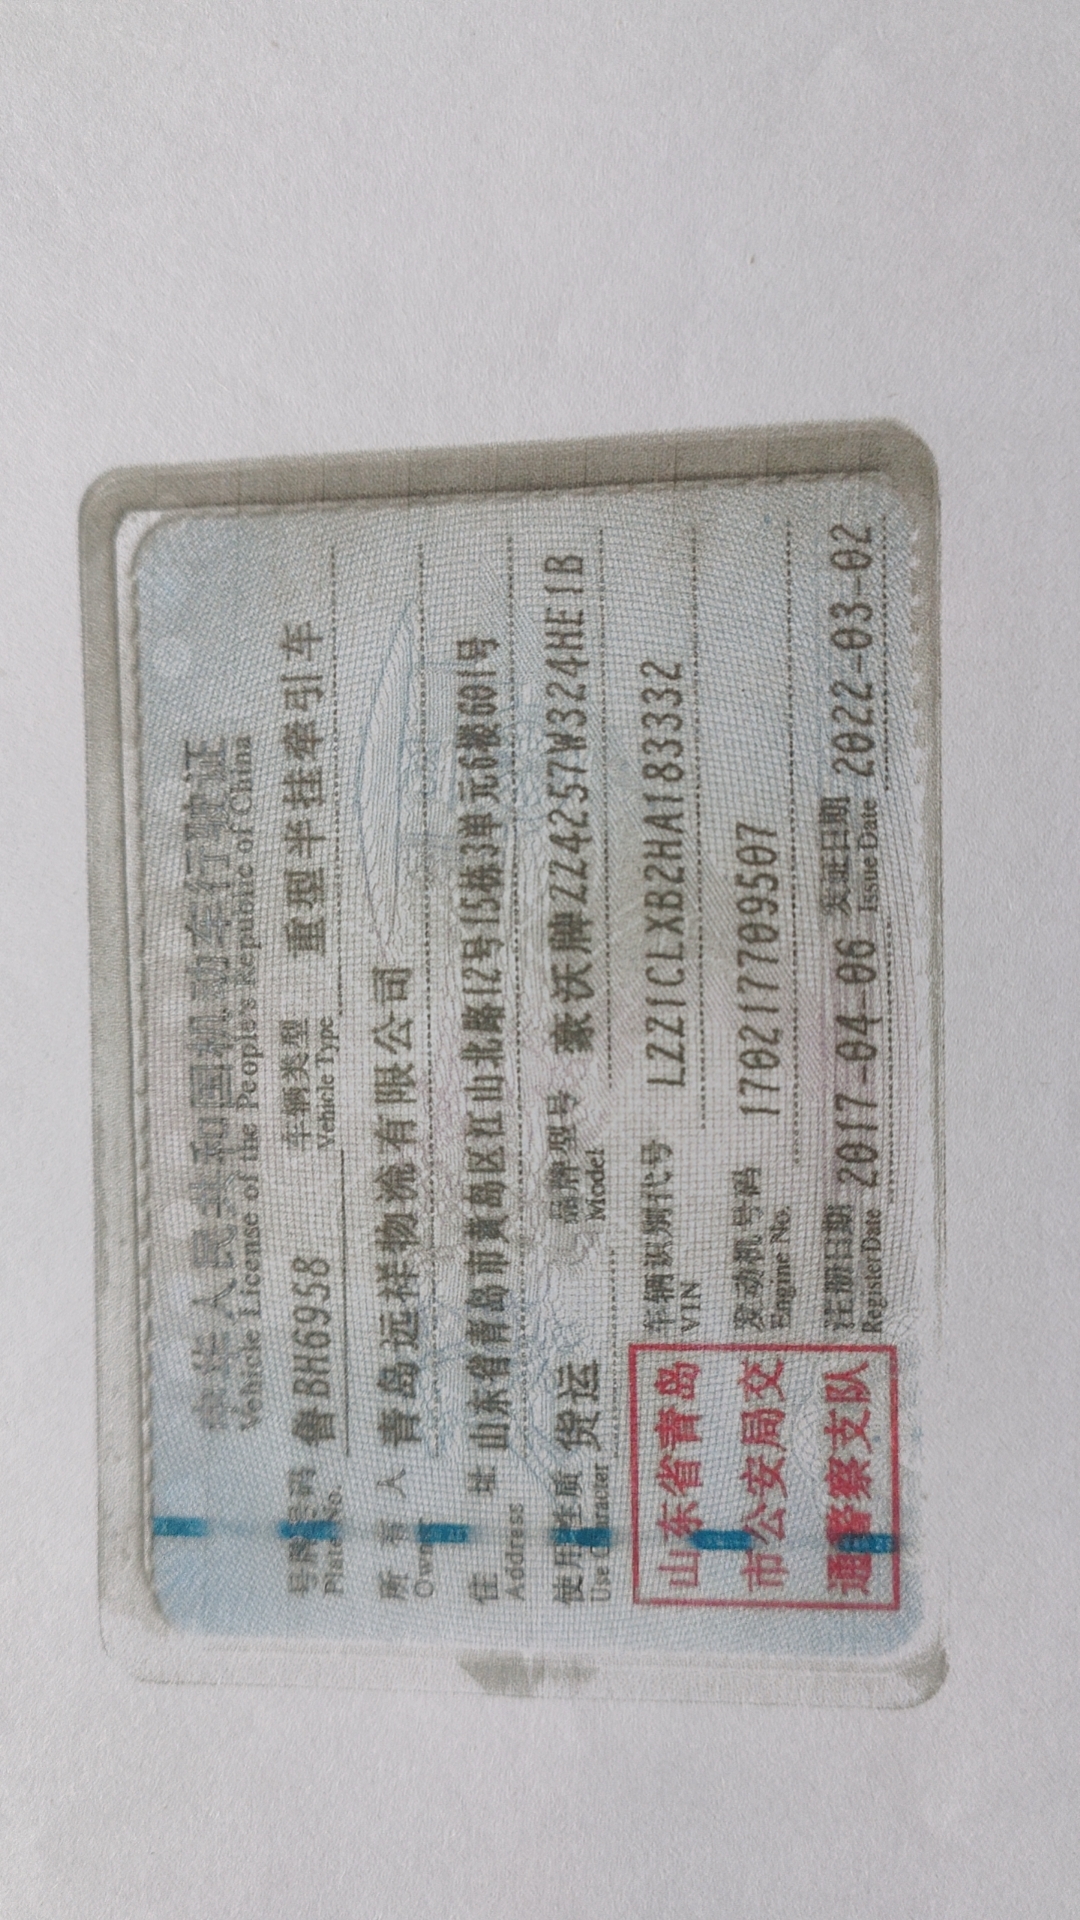 中华人民共和国机动车行驶证
Vehicle License of the People's Republic of China
号牌号码 鲁BH6958 车辆类型 重型半挂牵引车
Plate No. Vehicle Type
所有人 青岛远祥物流有限公司
Owner
住址 山东省青岛市黄岛区江山北路12号15栋3单元6楼601号
Address
使用性质 货运 品牌型号 豪沃牌ZZ4257W324HE1B
Use Character Model
山东省青岛
市公安局交
通警察支队
车辆识别代号 LZZ1CLXB2HA183332
VIN
发动机号码 170217709507
Engine No.
注册日期 2017-04-06 发证日期 2022-03-02
Register Date Issue Date